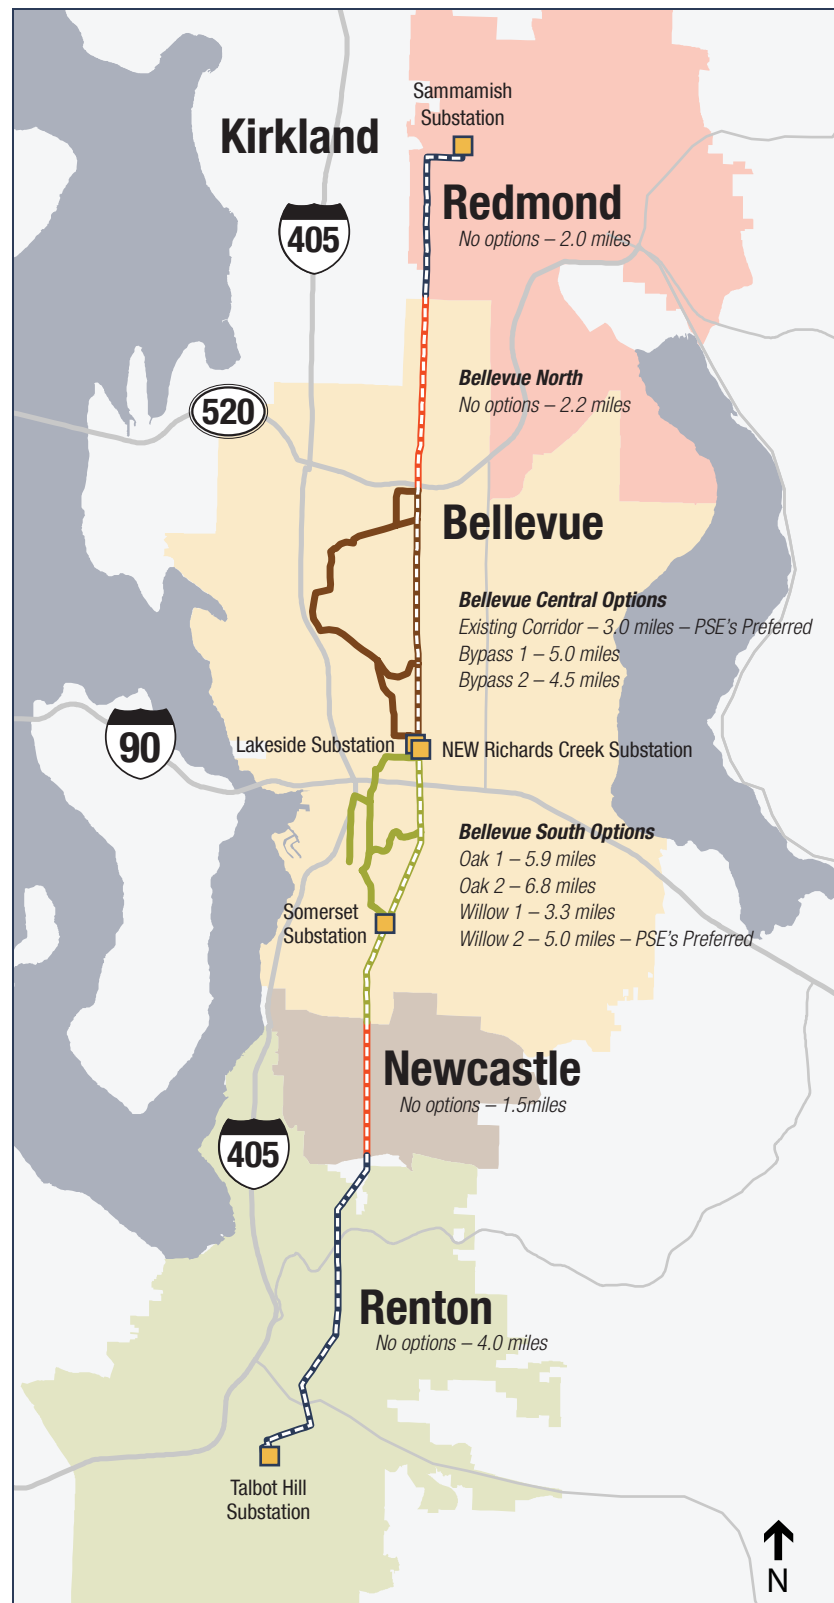 Sammamish
Substation
Kirkland
Redmond
No options – 2.0 miles
405
Bellevue North
No options – 2.2 miles
520
Bellevue
Bellevue Central Options
Existing Corridor – 3.0 miles – PSE's Preferred
Bypass 1 – 5.0 miles
Bypass 2 – 4.5 miles
90
Lakeside Substation
NEW Richards Creek Substation
Bellevue South Options
Oak 1 – 5.9 miles
Oak 2 – 6.8 miles
Willow 1 – 3.3 miles
Willow 2 – 5.0 miles – PSE's Preferred
Somerset
Substation
Newcastle
No options – 1.5miles
405
Renton
No options – 4.0 miles
Talbot Hill
Substation
N